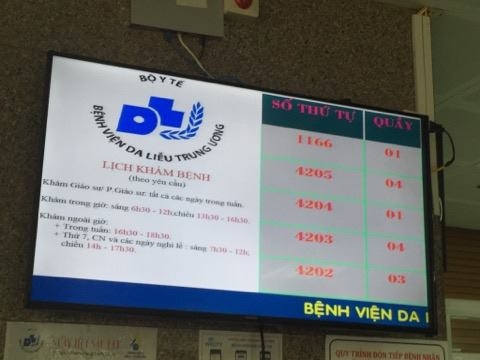 BỘ Y TẾ
BỆNH VIỆN DA LIỄU TRUNG ƯƠNG
LỊCH KHÁM BỆNH
(theo yêu cầu)
Khám Giáo sư P.Giáo sư: tất cả các ngày trong tuần.
Khám trong giờ: sáng 6h30 - 12h;chiều 13h30 - 16h30.
Khám ngoài giờ:
+ Trong tuần: 16h30 - 18h30.
+ Thứ 7, CN và các ngày nghỉ lễ : sáng 7h30 - 12h;
chiều 14h - 17h30.
SỐ THỨ TỰ QUẦY
1166 01
4205 04
4204 01
4203 04
4202 03
BỆNH VIỆN DA
QUY TRÌNH ĐÓN TIẾP BỆNH NHÂN